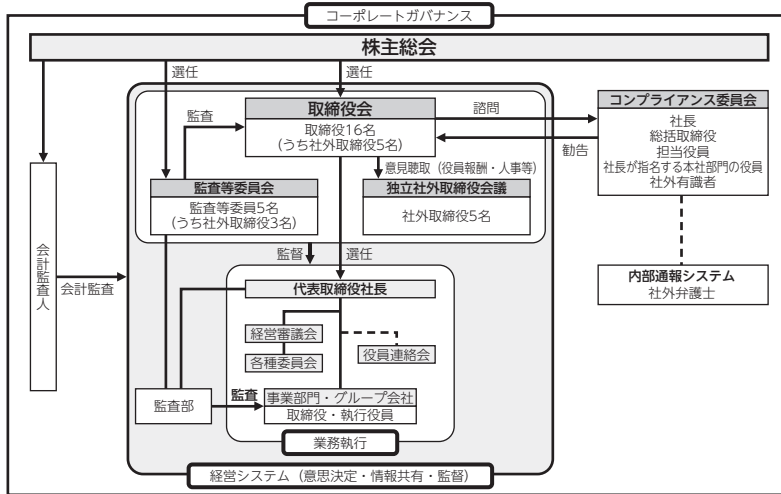 コーポレートガバナンス
株主総会
選任
選任
取締役会
取締役16名
(うち社外取締役5名)
監査
諮問
勧告
コンプライアンス委員会
社長
総括取締役
担当役員
社長が指名する本社部門の役員
社外有識者
意見聴取（役員報酬・人事等）
監査等委員会
監査等委員5名
(うち社外取締役3名)
独立社外取締役会議
社外取締役5名
監督
選任
会計監査人
会計監査
内部通報システム
社外弁護士
代表取締役社長
経営審議会
各種委員会
役員連絡会
監査部
監査
事業部門・グループ会社
取締役・執行役員
業務執行
経営システム（意思決定・情報共有・監督）